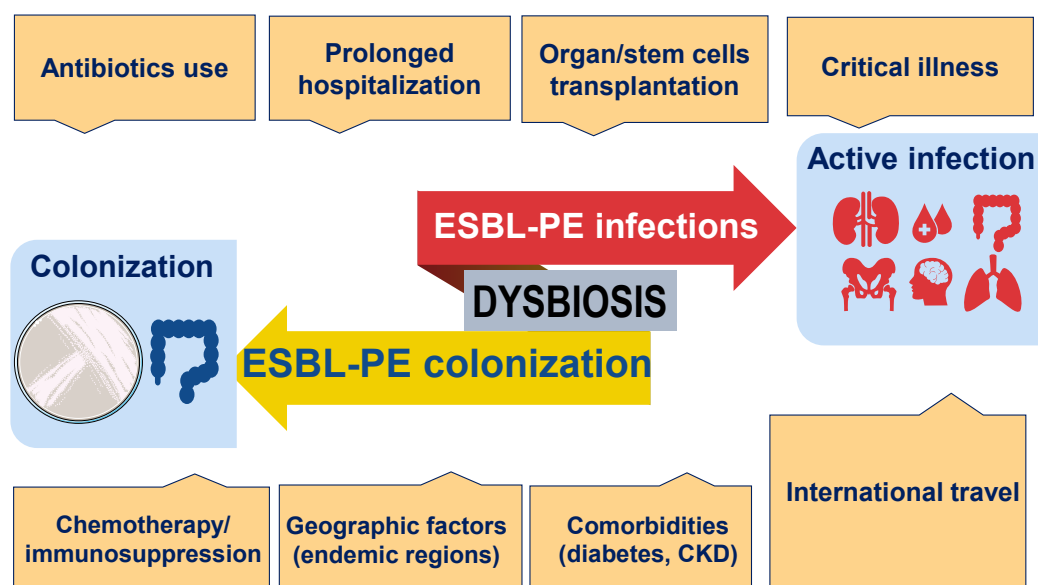 Antibiotics use
Prolonged
hospitalization
Organ/stem cells
transplantation
Critical illness
Active infection
ESBL-PE infections
Colonization
DYSBIOSIS
ESBL-PE colonization
Chemotherapy/
immunosuppression
Geographic factors
(endemic regions)
Comorbidities
(diabetes, CKD)
International travel